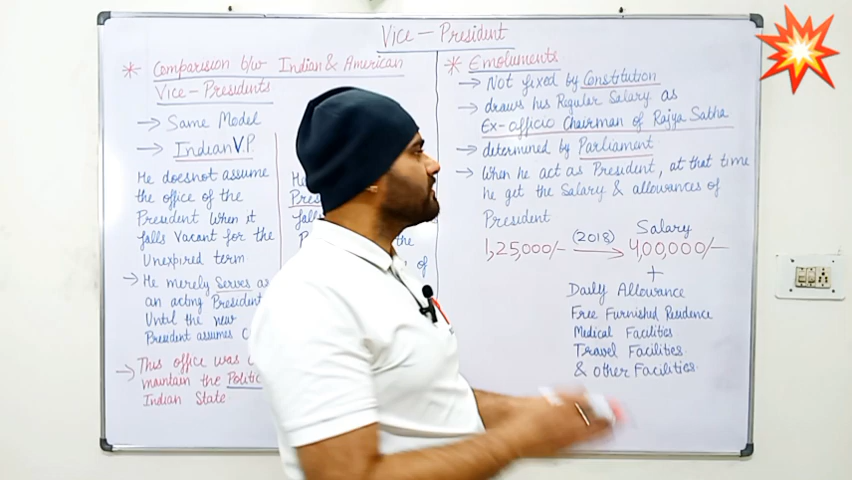 Vice - President
* Comparision b/w Indian & American
Vice - Presidents
→ Same Model
→ Indian V.P.
He doesnot assume
the office of the
President When it
falls Vacant for the
Unexpired term
→ He merely Serves as
an acting President
Until the new
President assumes
→ This office was
maintain the
Indian State
the
of
* Emoluments
→ Not fixed by Constitution
→ draws his Regular Salary as
Ex-officio Chairman of Rajya Sabha
→ determined by Parliament
→ When he act as President, at that time
he get the Salary & allowances of
President
Salary
1,25,000/- (2018) → 4,00,000/-
+
Daily Allowance
Free Furnished Residence
Medical Facilities
Travel Facilities
& other Facilities